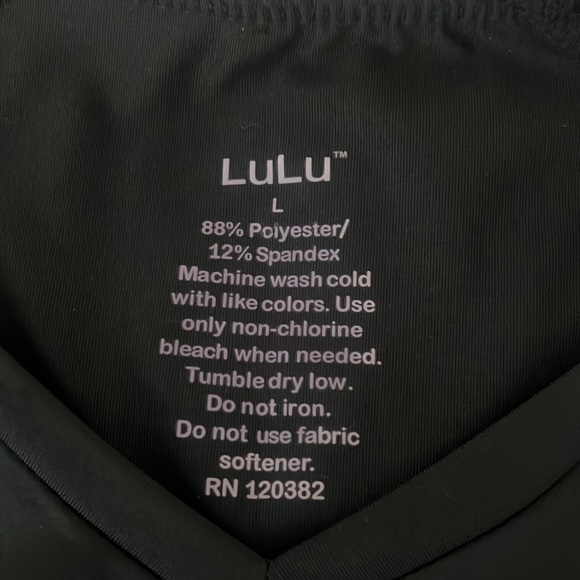 LuLu™
L
88% Polyester/
12% Spandex
Machine wash cold
with like colors. Use
only non-chlorine
bleach when needed.
Tumble dry low.
Do not iron.
Do not use fabric
softener.
RN 120382